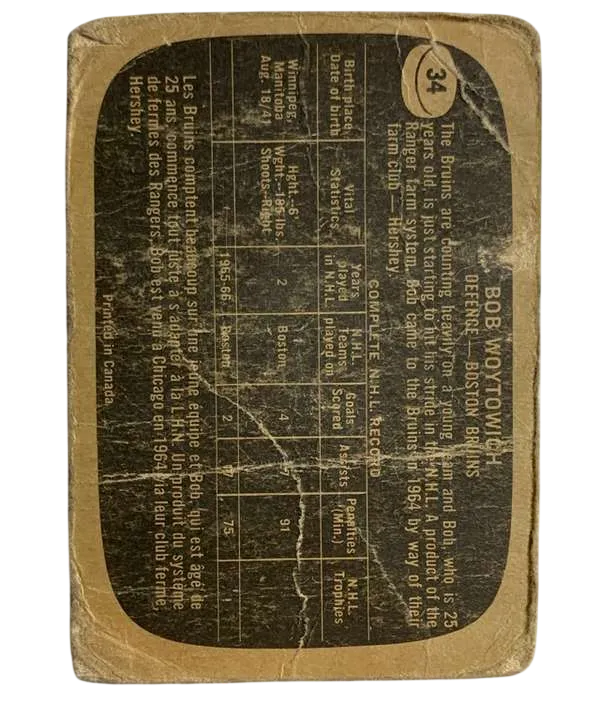 34
BOB WOYTOWICH
DEFENCE — BOSTON BRUINS
The Bruins are counting heavily on a young team and Bob, who is 25
years old, is just starting to hit his stride in the N.H.L. A product of the
Ranger farm system, Bob came to the Bruins in 1964 by way of their
farm club — Hershey.
COMPLETE N.H.L. RECORD
Birthplace Vital Years N.H.L. Goals Assists Penalties N.H.L.
Date of birth Statistics played Teams Scored (Min.) Trophies
in N.H.L. played on
Winnipeg, Hght.--6' 2 Boston 4 91
Manitoba Wght.--185 lbs.
Aug. 18/41 Shoots--Right
1965-66 Boston 2 75
Les Bruins comptent beaucoup sur une jeune équipe et Bob, qui est âgé de
25 ans, commence tout juste à s'adapter à la L.H.N. Un produit du système
de fermes des Rangers, Bob est venu à Chicago en 1964 via leur club ferme,
Hershey.
Printed in Canada